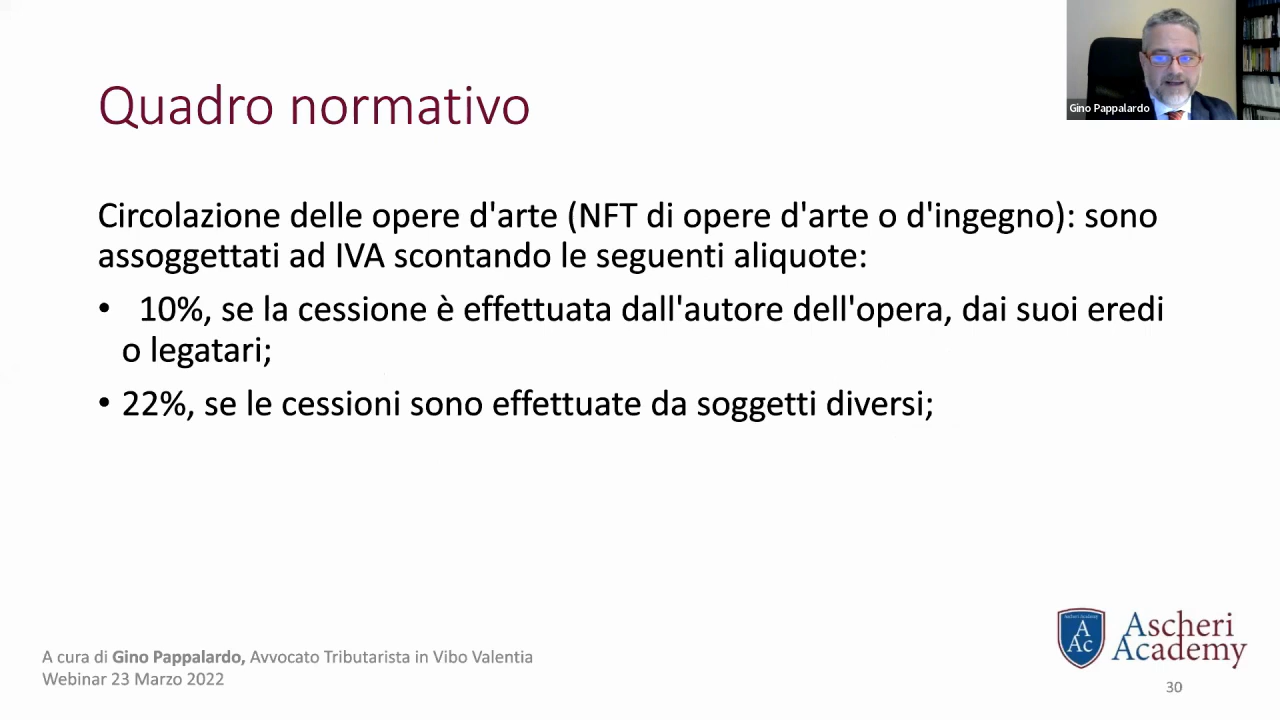 Gino Pappalardo
Quadro normativo
Circolazione delle opere d'arte (NFT di opere d'arte o d'ingegno): sono
assoggettati ad IVA scontando le seguenti aliquote:
• 10%, se la cessione è effettuata dall'autore dell'opera, dai suoi eredi
o legatari;
• 22%, se le cessioni sono effettuate da soggetti diversi;
A cura di Gino Pappalardo, Avvocato Tributarista in Vibo Valentia
Webinar 23 Marzo 2022
A
Ac
Ascheri
Academy
30